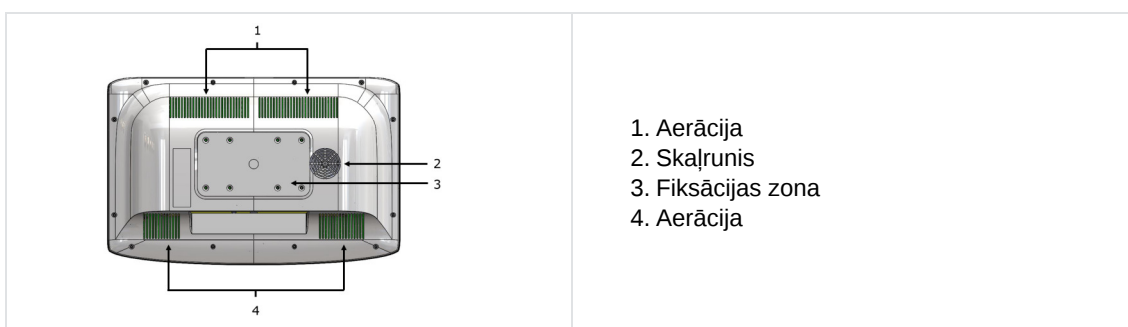 1
2
3
4
1. Aerācija
2. Skaļrunis
3. Fiksācijas zona
4. Aerācija